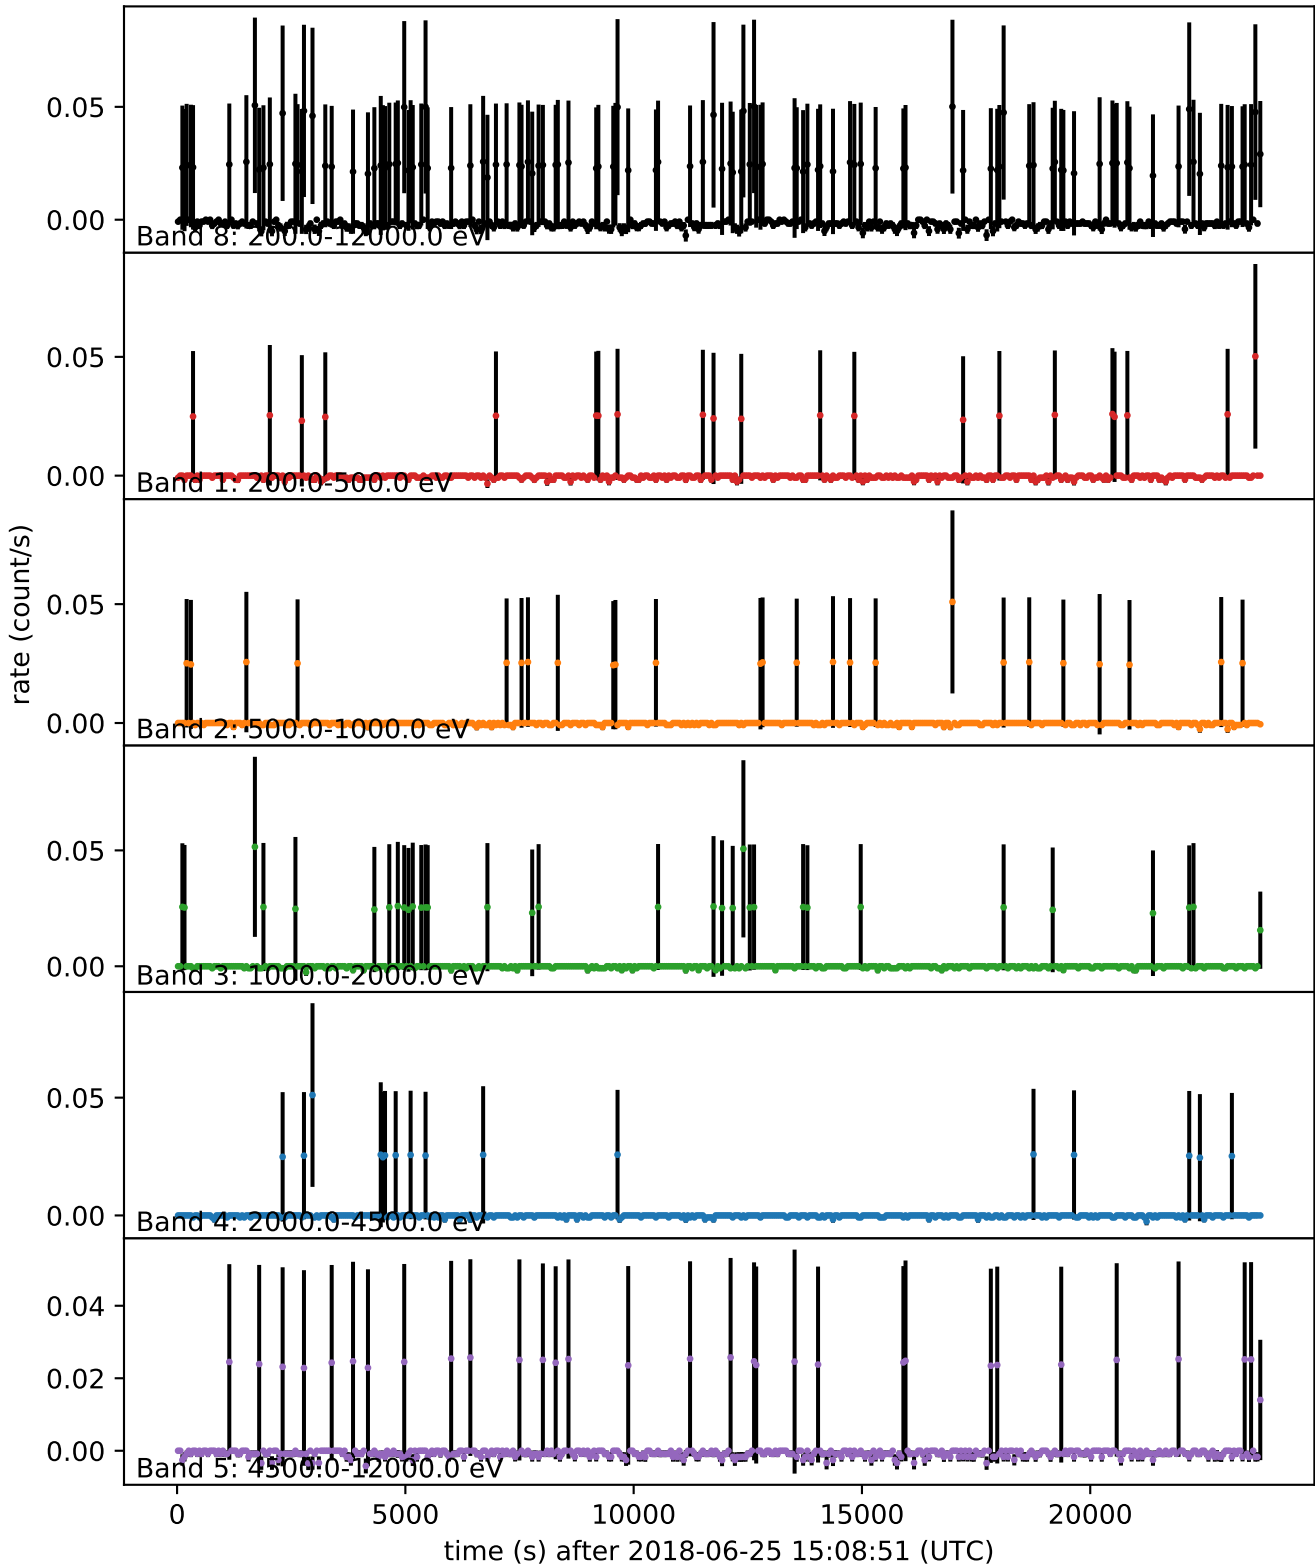 0.05
0.00
Band 8: 200.0-12000.0 eV
0.05
0.00
Band 1: 200.0-500.0 eV
rate (count/s)
0.05
0.00
Band 2: 500.0-1000.0 eV
0.05
0.00
Band 3: 1000.0-2000.0 eV
0.05
0.00
Band 4: 2000.0-4500.0 eV
0.04
0.02
0.00
Band 5: 4500.0-12000.0 eV
0 5000 10000 15000 20000
time (s) after 2018-06-25 15:08:51 (UTC)